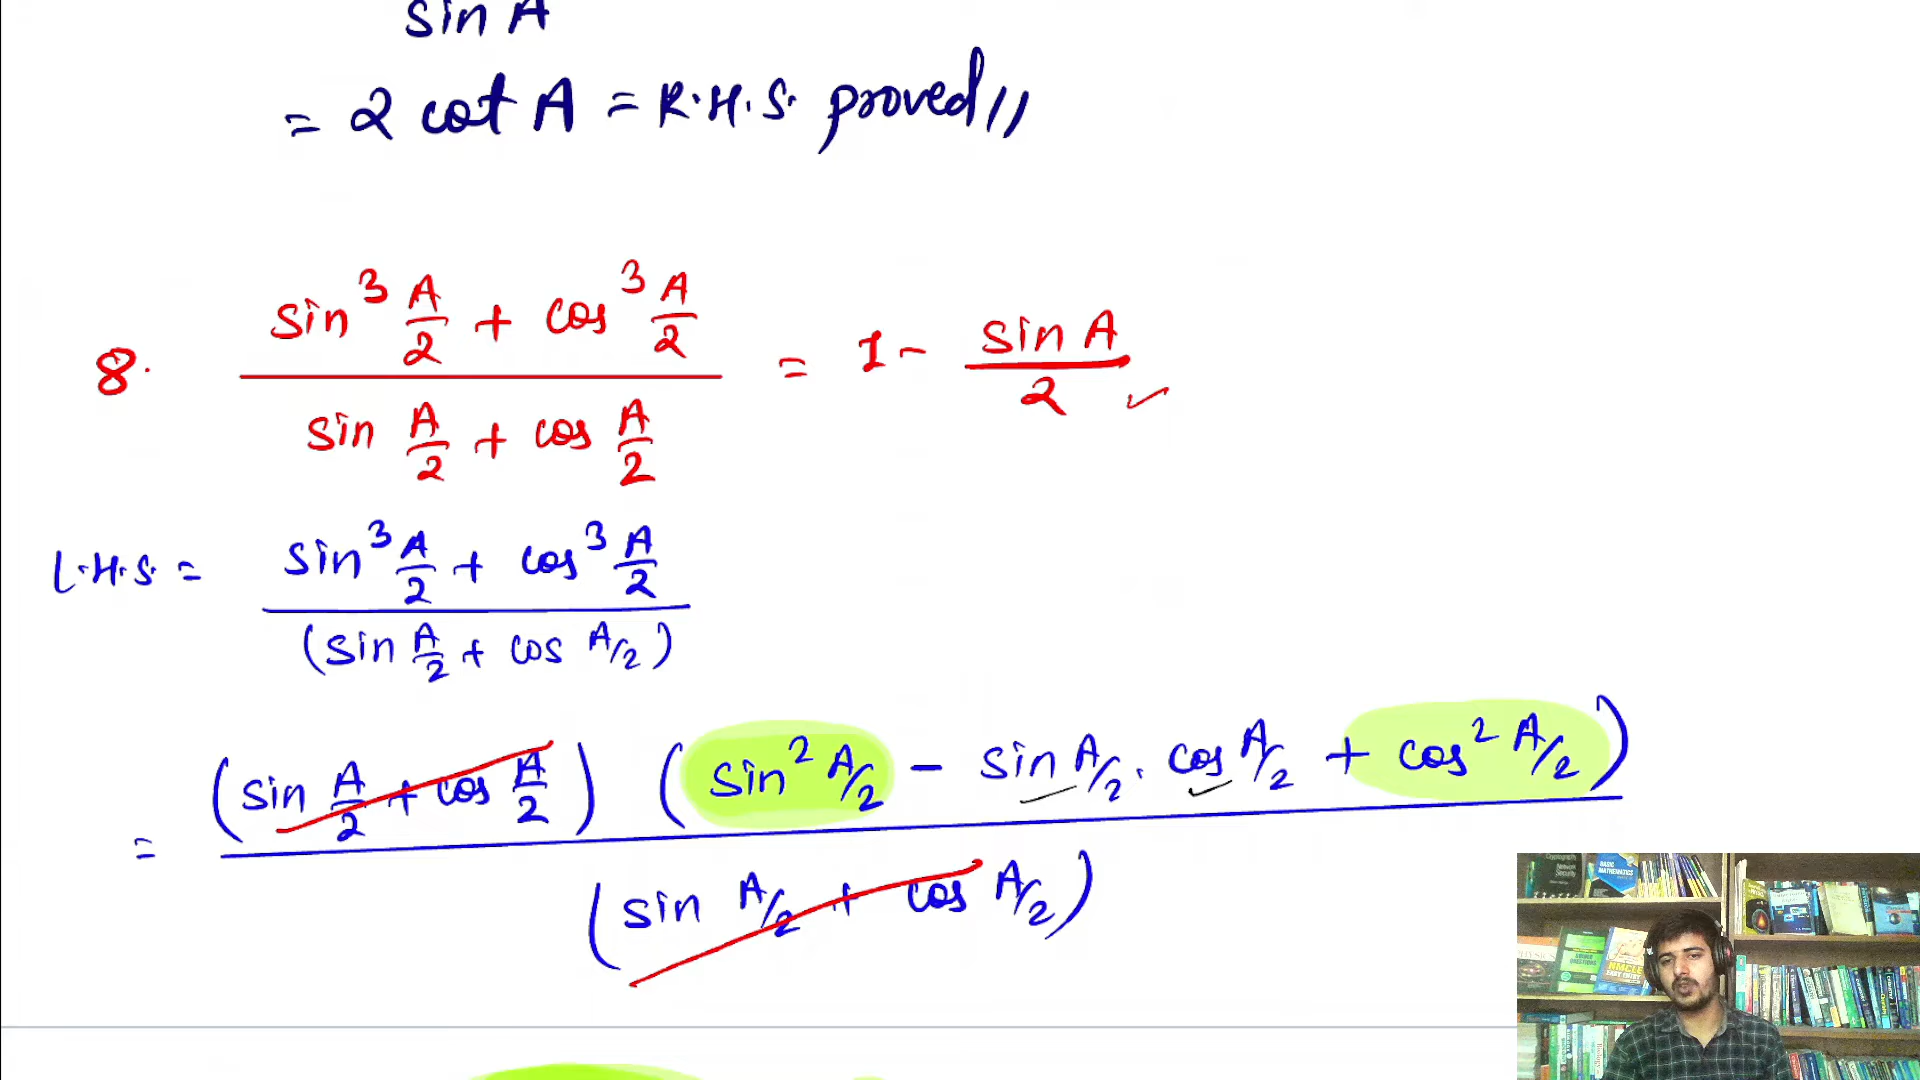 sin A
= 2 cot A = R.H.S. proved//
8. (sin³ A/2 + cos³ A/2) / (sin A/2 + cos A/2) = 1 - sin A / 2 ✓
L.H.S. = (sin³ A/2 + cos³ A/2) / (sin A/2 + cos A/2)
= (sin A/2 + cos A/2) (sin² A/2 - sin A/2 . cos A/2 + cos² A/2) / (sin A/2 + cos A/2)
BASIC MATHEMATICS